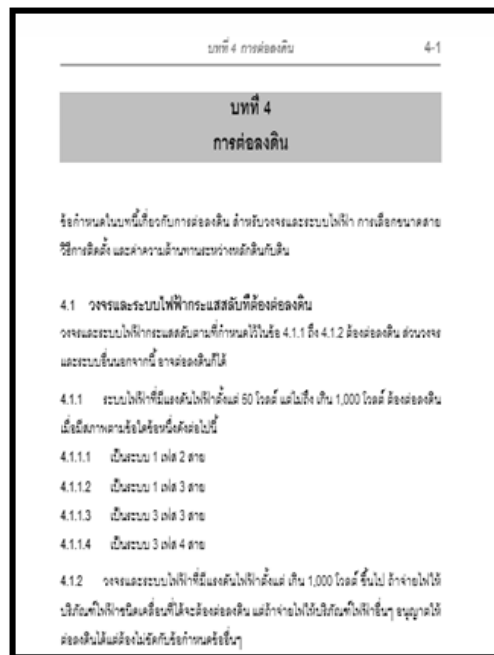 บทที่ 4 การต่อลงดิน 4-1
บทที่ 4
การต่อลงดิน
ข้อกำหนดในบทนี้เกี่ยวกับการต่อลงดิน สำหรับวงจรและระบบไฟฟ้า การเลือกขนาดสาย
วิธีการติดตั้ง และค่าความต้านทานระหว่างหลักดินกับดิน
4.1 วงจรและระบบไฟฟ้ากระแสสลับที่ต้องต่อลงดิน
วงจรและระบบไฟฟ้ากระแสสลับตามที่กำหนดไว้ในข้อ 4.1.1 ถึง 4.1.2 ต้องต่อลงดิน ส่วนวงจร
และระบบอื่นนอกจากนี้ อาจต่อลงดินก็ได้
4.1.1 ระบบไฟฟ้าที่มีแรงดันไฟฟ้าตั้งแต่ 50 โวลต์ แต่ไม่ถึง เกิน 1,000 โวลต์ ต้องต่อลงดิน
เมื่อมีสภาพตามข้อใดข้อหนึ่งดังต่อไปนี้
4.1.1.1 เป็นระบบ 1 เฟส 2 สาย
4.1.1.2 เป็นระบบ 1 เฟส 3 สาย
4.1.1.3 เป็นระบบ 3 เฟส 3 สาย
4.1.1.4 เป็นระบบ 3 เฟส 4 สาย
4.1.2 วงจรและระบบไฟฟ้าที่มีแรงดันไฟฟ้าตั้งแต่ เกิน 1,000 โวลต์ ขึ้นไป ถ้าจ่ายไฟให้
บริภัณฑ์ไฟฟ้าชนิดเคลื่อนที่ได้จะต้องต่อลงดิน แต่ถ้าจ่ายไฟให้บริภัณฑ์ไฟฟ้าอื่นๆ อนุญาตให้
ต่อลงดินได้แต่ต้องไม่ขัดกับข้อกำหนดข้ออื่นๆ